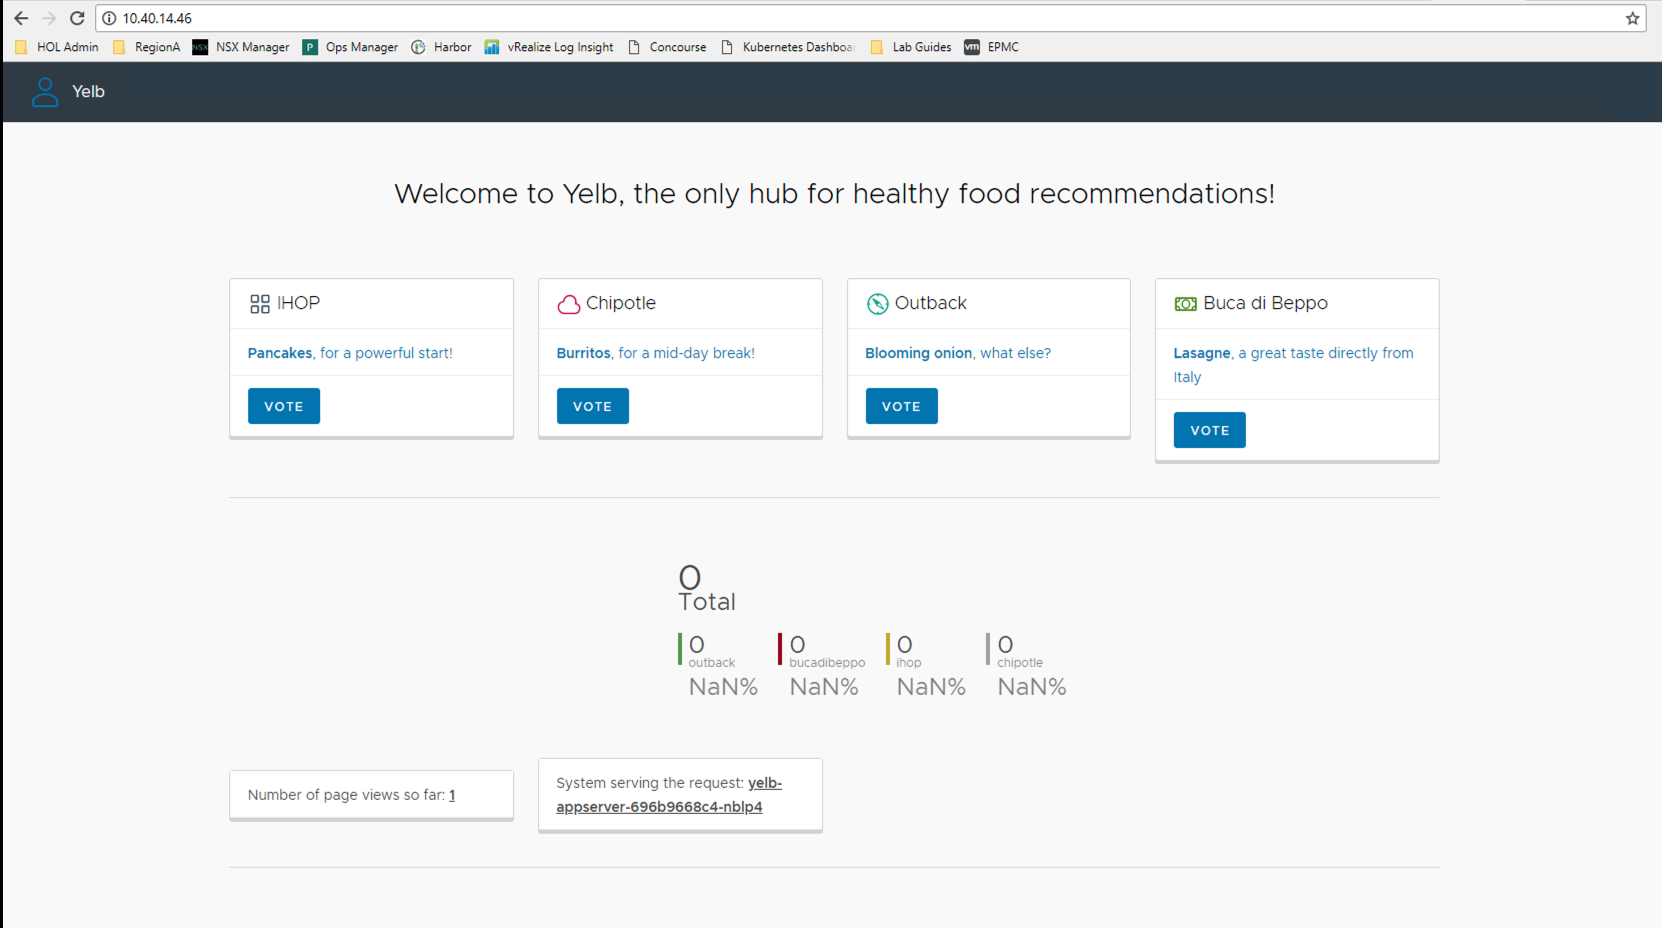 10.40.14.46
HOL Admin RegionA NSX NSX Manager P Ops Manager Harbor vRealize Log Insight Concourse Kubernetes Dashboa Lab Guides vm EPMC
Yelb
Welcome to Yelb, the only hub for healthy food recommendations!
IHOP
Pancakes, for a powerful start!
VOTE
Chipotle
Burritos, for a mid-day break!
VOTE
Outback
Blooming onion, what else?
VOTE
Buca di Beppo
Lasagne, a great taste directly from
Italy
VOTE
0
Total
0 0 0 0
outback bucadibeppo ihop chipotle
NaN% NaN% NaN% NaN%
Number of page views so far: 1
System serving the request: yelb-
appserver-696b9668c4-nblp4